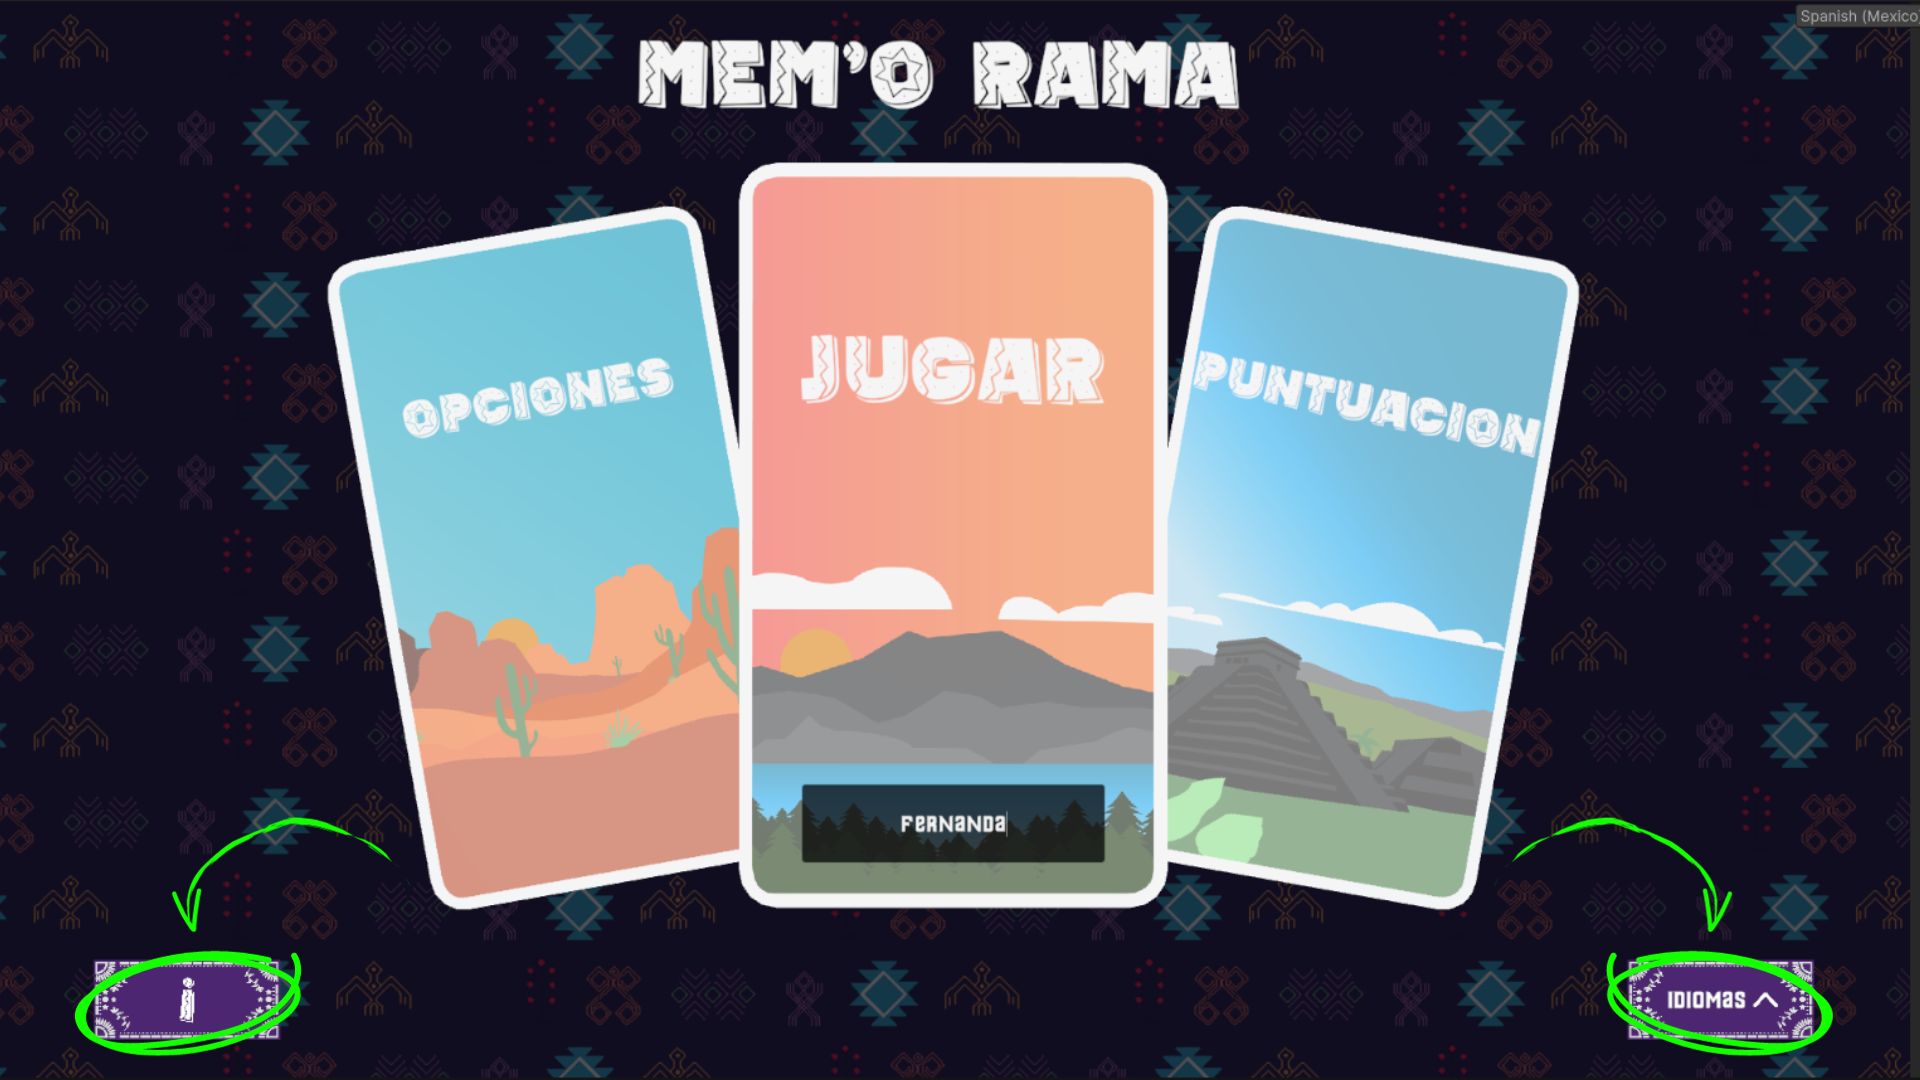 Spanish (Mexico
MEM'O RAMA
OPCIONES
JUGAR
PUNTUACION
FERNANDA
i
IDIOMAS